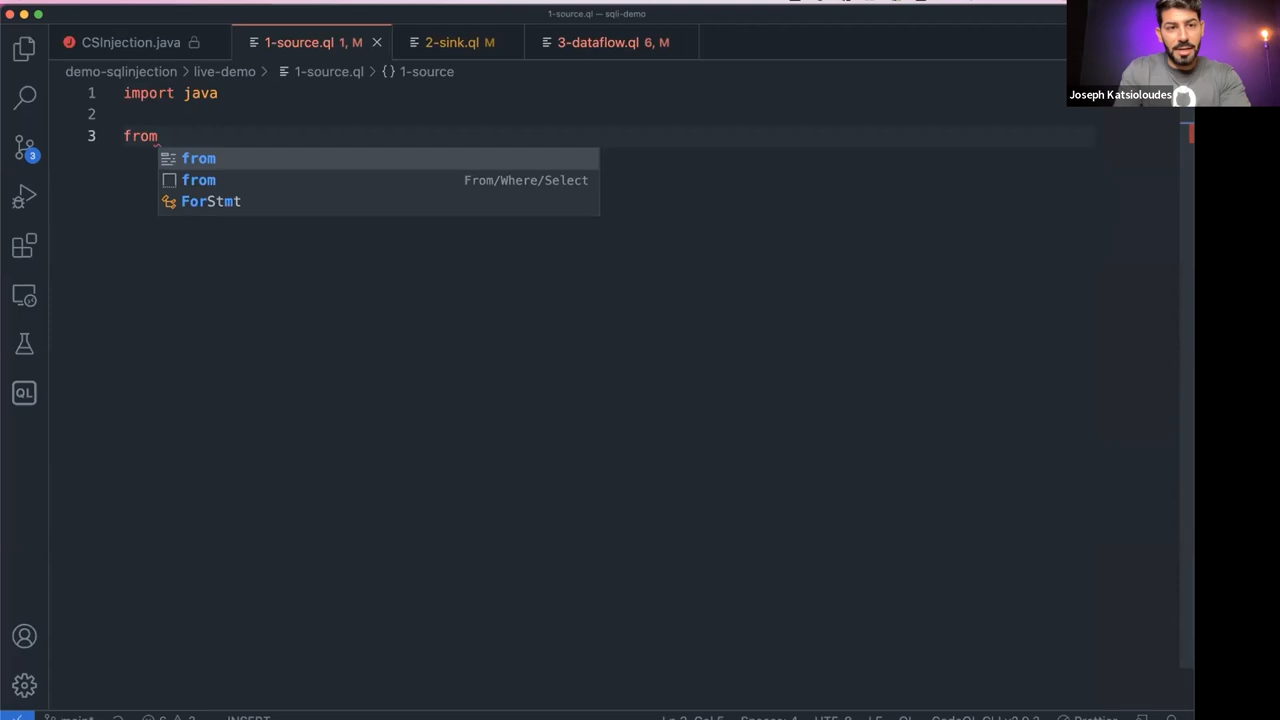 1-source.ql — sqli-demo
CSInjection.java
1-source.ql 1, M
2-sink.ql M
3-dataflow.ql 6, M
demo-sqlinjection > live-demo > 1-source.ql > {} 1-source
1 import java
2
3 from
from
from From/Where/Select
ForStmt
3
QL
Joseph Katsioloudes